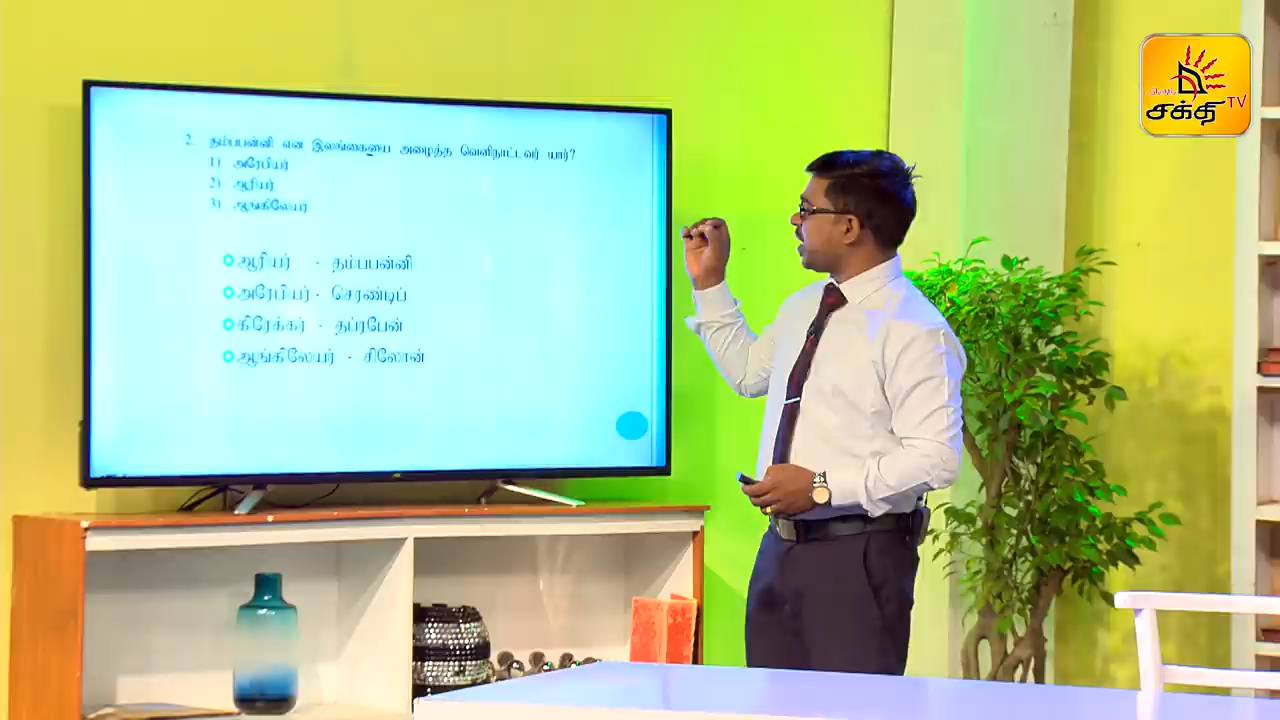 2. தம்பபன்னி என இலங்கையை அழைத்த வெளிநாட்டவர் யார்?
1) அரேபியர்
2) ஆரியர்
3) ஆங்கிலேயர்
ஆரியர் - தம்பபன்னி
அரேபியர் - செரண்டிப்
கிரேக்கர் - தப்ரபேன்
ஆங்கிலேயர் - சிலோன்
சக்தி TV